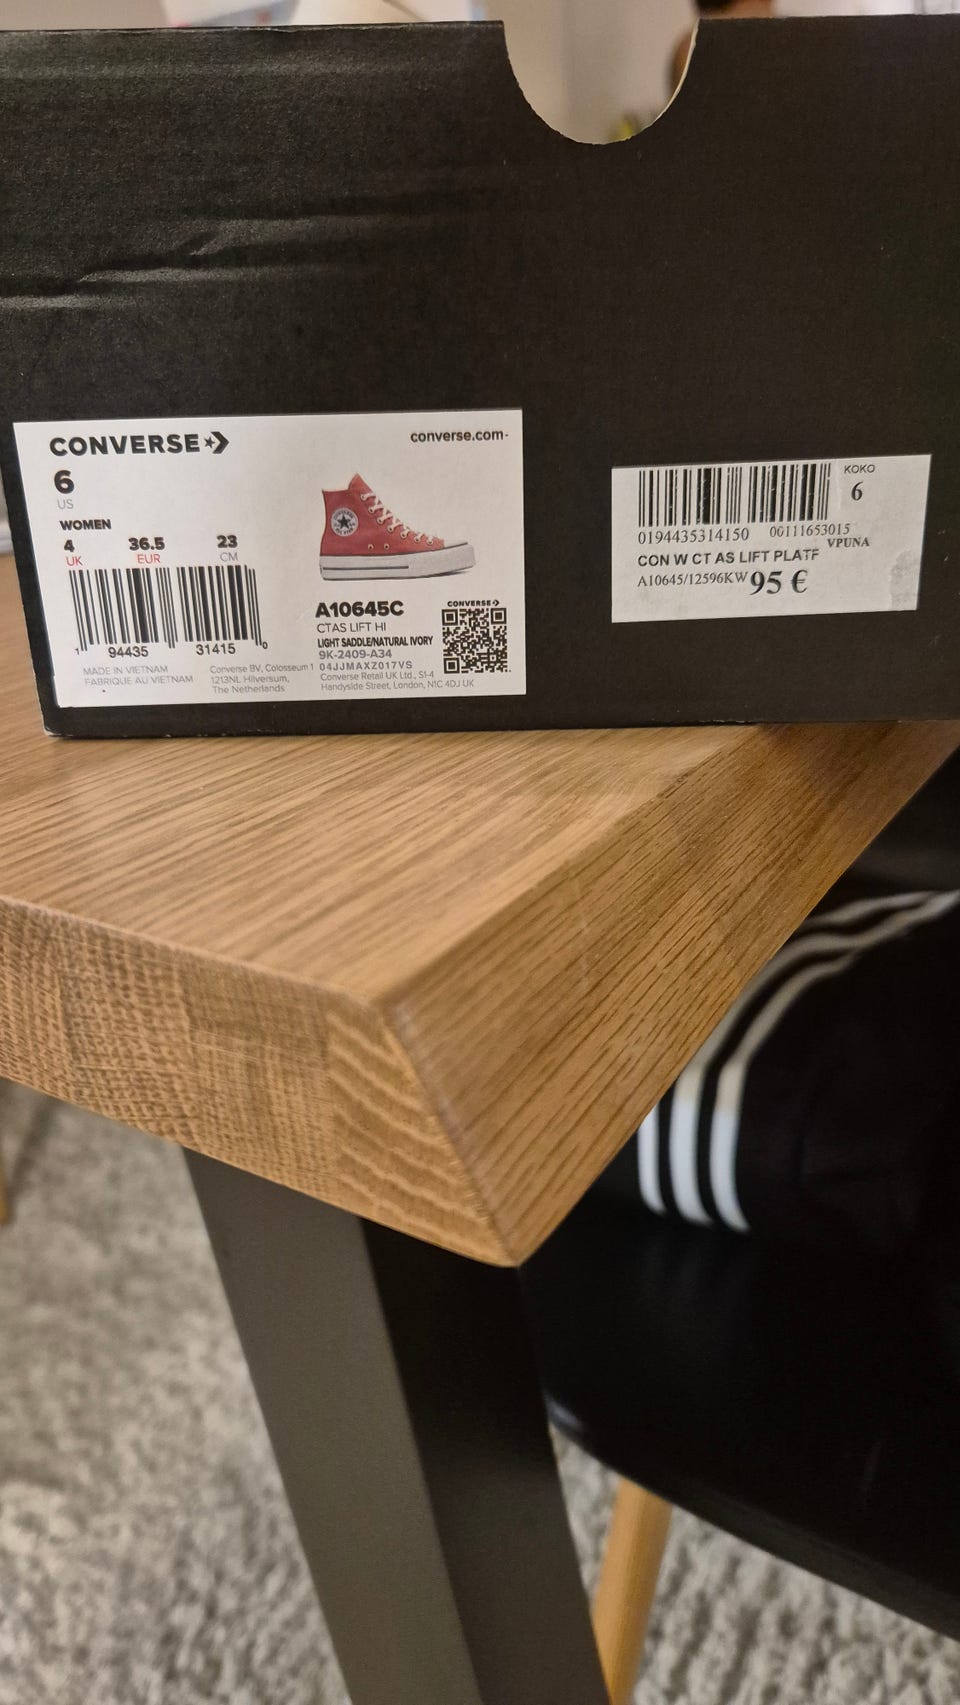 CONVERSE
converse.com
6
US
WOMEN
4 36.5 23
UK EUR CM
1 94435 31415 0
MADE IN VIETNAM
FABRIQUE AU VIETNAM
Converse BV, Colosseum 1
1213NL Hilversum,
The Netherlands
A10645C
CTAS LIFT HI
LIGHT SADDLE/NATURAL IVORY
9K-2409-A34
04JJMAXZ017VS
Converse Retail UK Ltd., S1-4
Handyside Street, London, N1C 4DJ UK
CONVERSE
KOKO
6
0194435314150 00111653015
VPUNA
CON W CT AS LIFT PLATF
A10645/12596KW 95 €